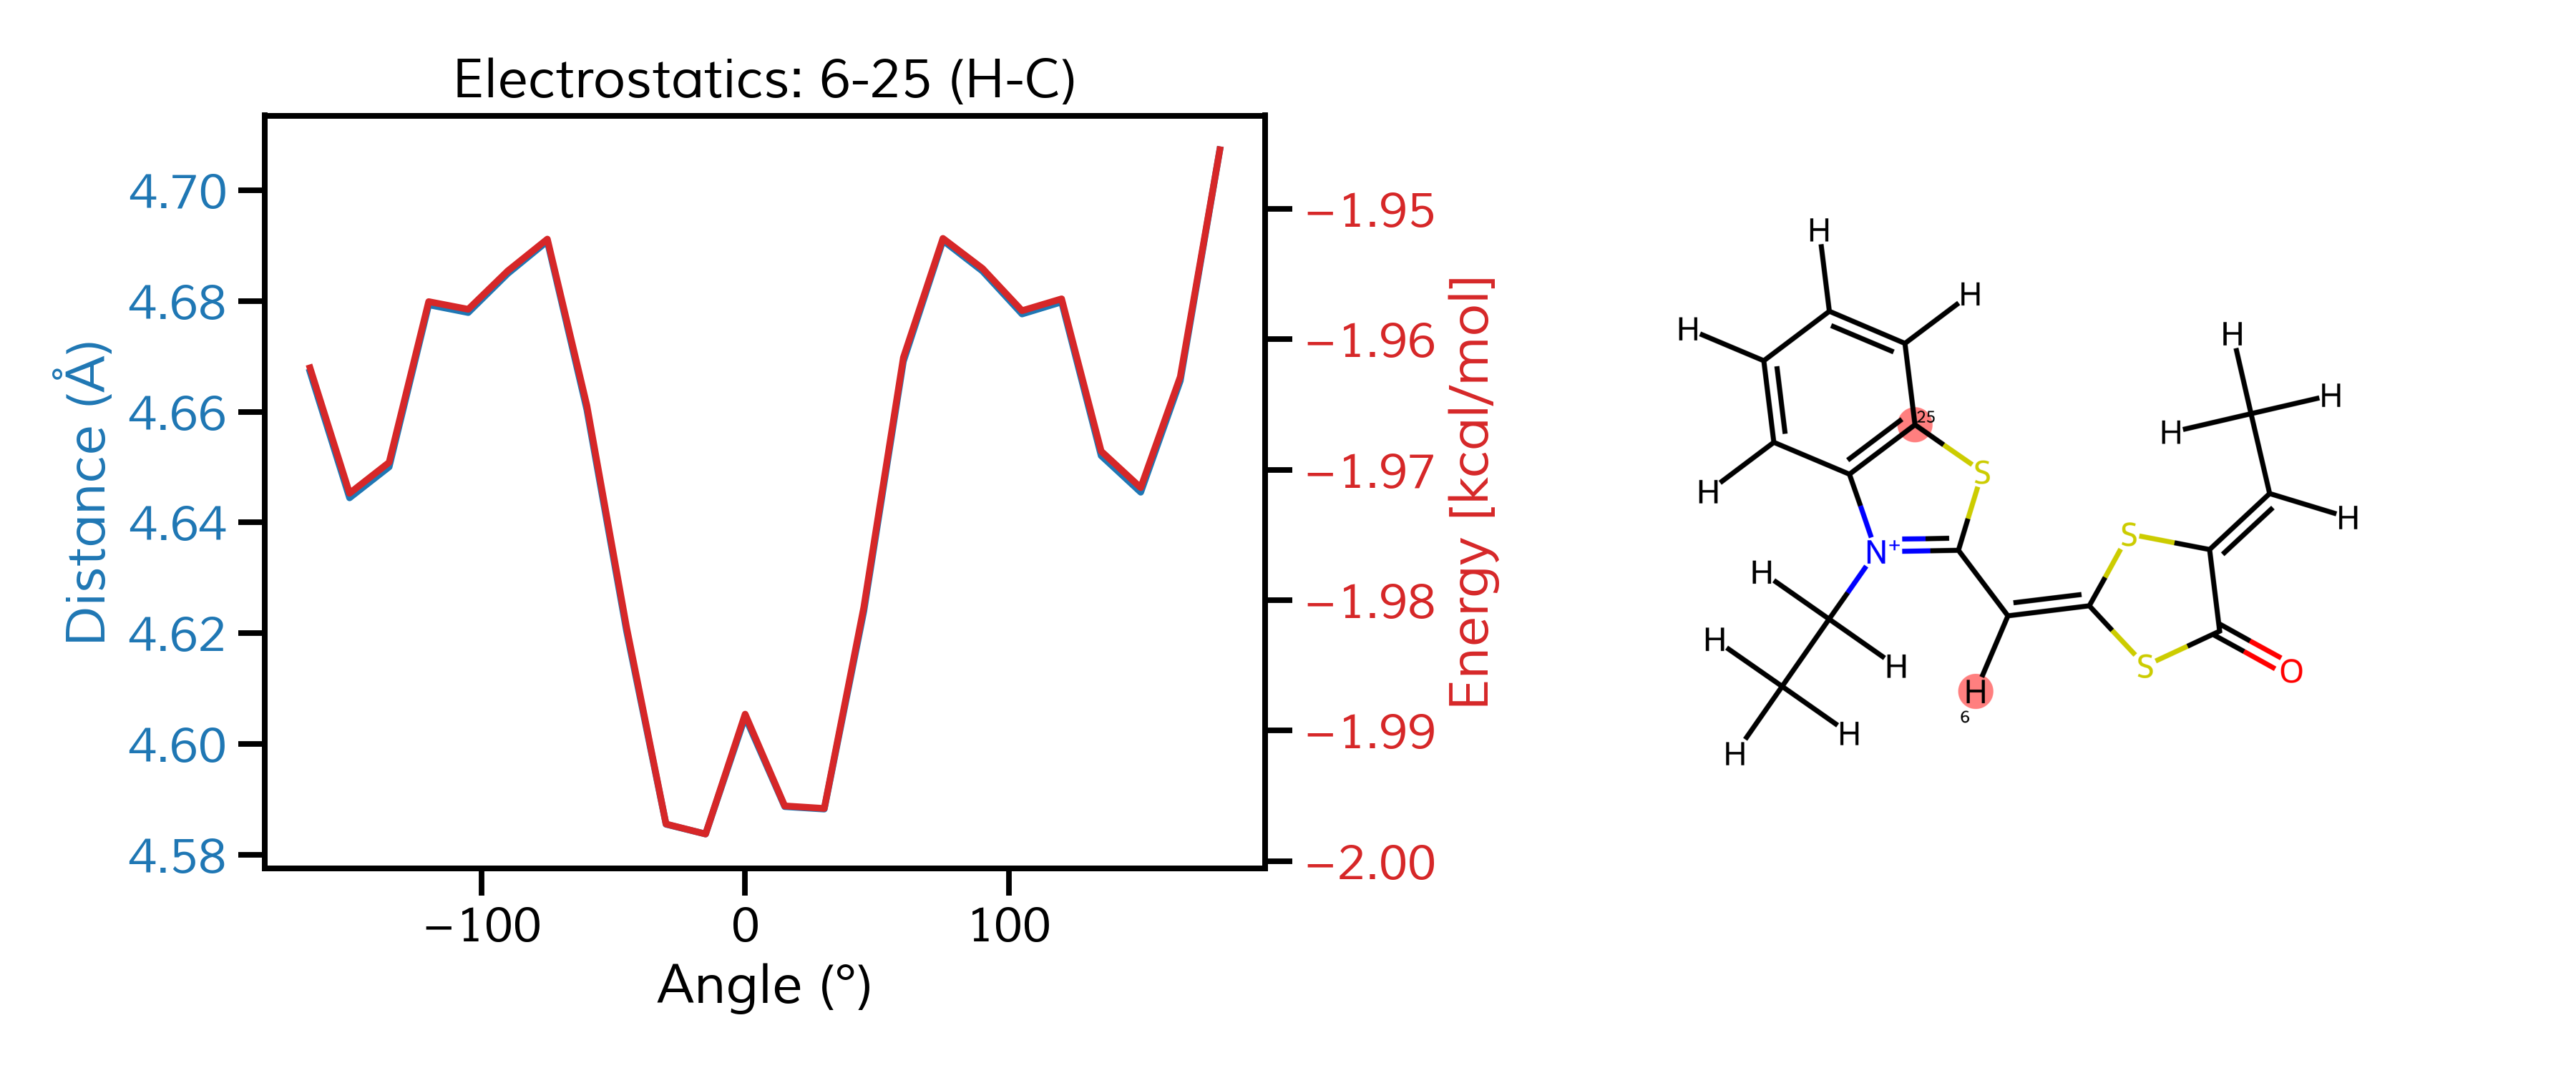 Electrostatics: 6-25 (H-C)
4.70
4.68
4.66
4.64
4.62
4.60
4.58
Distance (Å)
−1.95
−1.96
−1.97
−1.98
−1.99
−2.00
Energy [kcal/mol]
−100
0
100
Angle (°)
H
H
H
H
H
H
25
S
H
H
S
N+
H
H
H
S
O
H
6
H
H